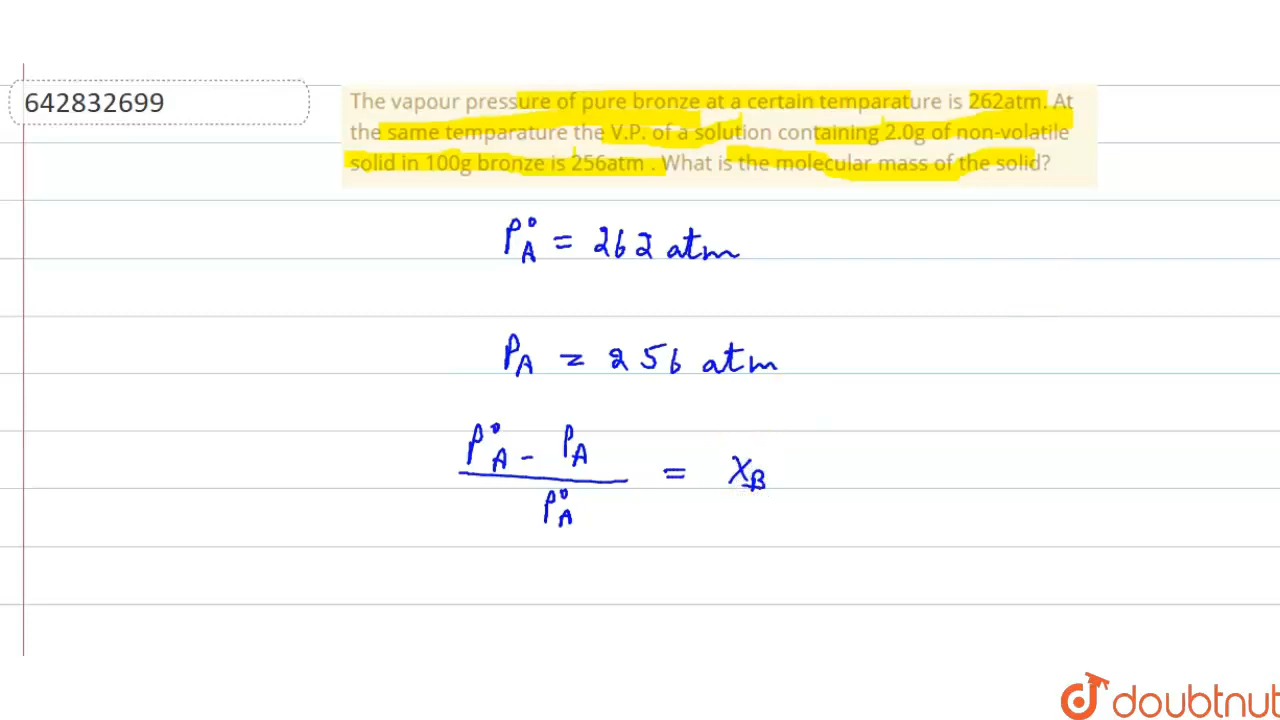 642832699
The vapour pressure of pure bronze at a certain temparature is 262atm. At
the same temparature the V.P. of a solution containing 2.0g of non-volatile
solid in 100g bronze is 256atm . What is the molecular mass of the solid?
P°A = 262 atm
PA = 256 atm
P°A - PA
P°A
= XB
doubtnut